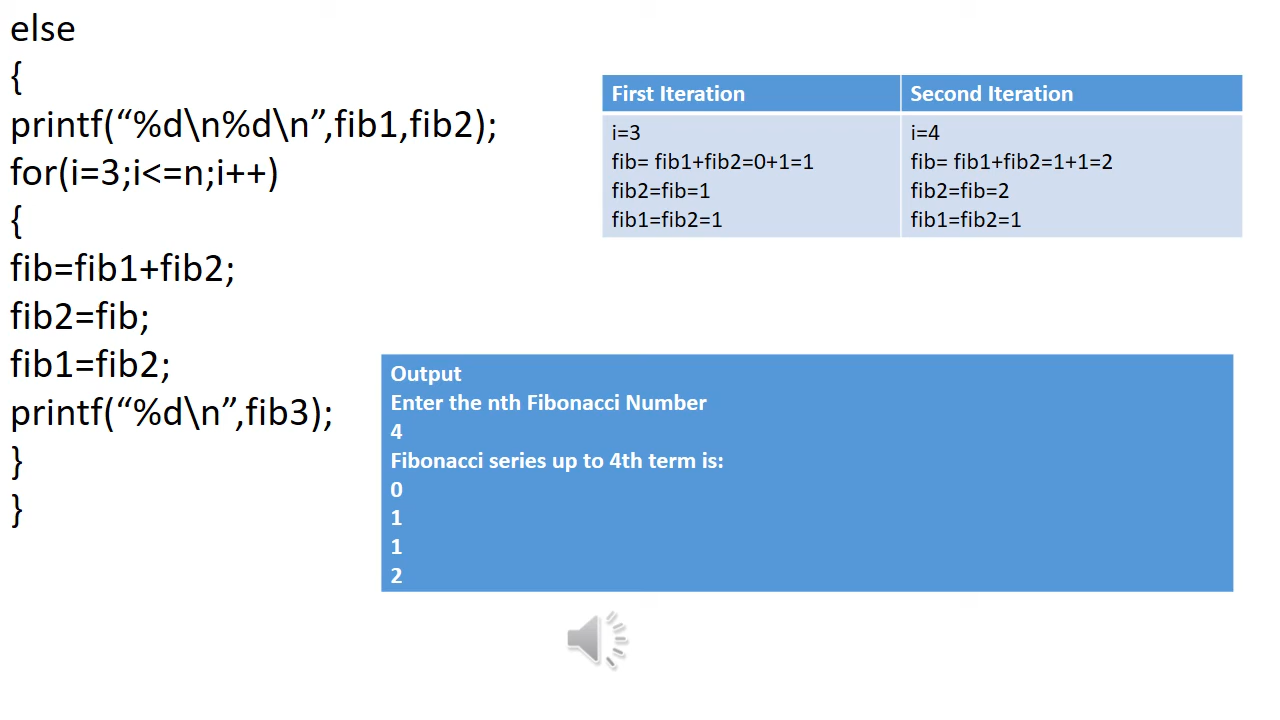 else
{
printf(“%d\n%d\n”,fib1,fib2);
for(i=3;i<=n;i++)
{
fib=fib1+fib2;
fib2=fib;
fib1=fib2;
printf(“%d\n”,fib3);
}
}
First Iteration
i=3
fib= fib1+fib2=0+1=1
fib2=fib=1
fib1=fib2=1
Second Iteration
i=4
fib= fib1+fib2=1+1=2
fib2=fib=2
fib1=fib2=1
Output
Enter the nth Fibonacci Number
4
Fibonacci series up to 4th term is:
0
1
1
2